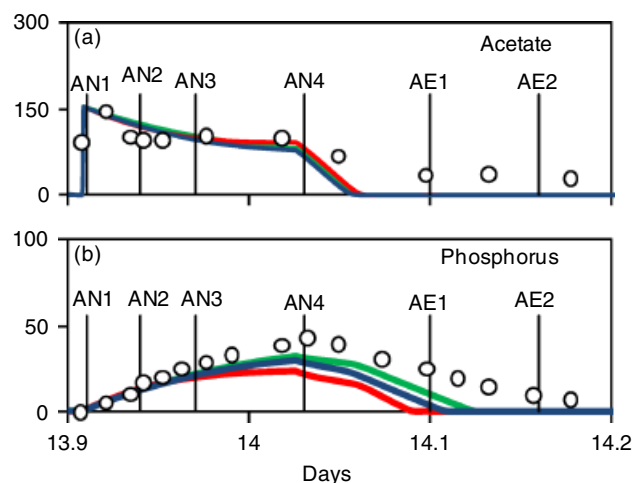 300
(a)
Acetate
AN1 AN2 AN3 AN4 AE1 AE2
150
0
100
(b)
Phosphorus
AN1 AN2 AN3 AN4 AE1 AE2
50
0
13.9 14 14.1 14.2
Days